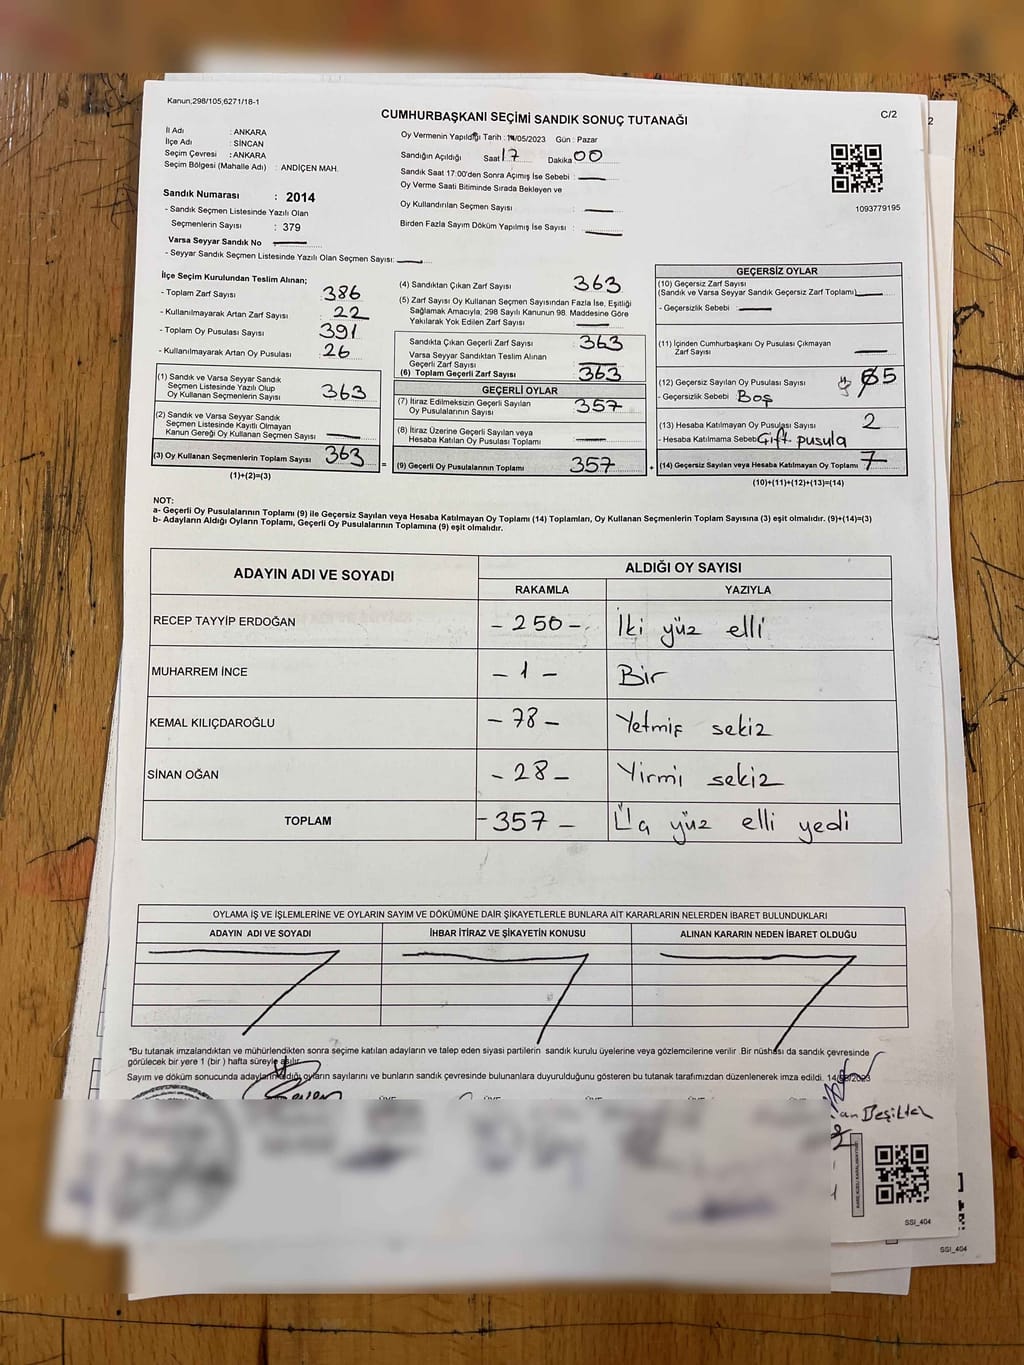 Kanun;298/105;6271/18-1
C/2
CUMHURBAŞKANI SEÇİMİ SANDIK SONUÇ TUTANAĞI
İl Adı : ANKARA
İlçe Adı : SİNCAN
Seçim Çevresi : ANKARA
Seçim Bölgesi (Mahalle Adı) : ANDİÇEN MAH.
Sandık Numarası : 2014
- Sandık Seçmen Listesinde Yazılı Olan
Seçmenlerin Sayısı : 379
Varsa Seyyar Sandık No
- Seyyar Sandık Seçmen Listesinde Yazılı Olan Seçmen Sayısı:
Oy Vermenin Yapıldığı Tarih : 14/05/2023 Gün : Pazar
Sandığın Açıldığı Saat 17 Dakika 00
Sandık Saat 17:00'den Sonra Açımış İse Sebebi :
Oy Verme Saati Bitiminde Sırada Bekleyen ve
Oy Kullandırılan Seçmen Sayısı :
Birden Fazla Sayım Döküm Yapılmış İse Sayısı :
1093779195
İlçe Seçim Kurulundan Teslim Alınan;
- Toplam Zarf Sayısı 386
- Kullanılmayarak Artan Zarf Sayısı : 22
- Toplam Oy Pusulası Sayısı 391
- Kullanılmayarak Artan Oy Pusulası : 26
(1) Sandık ve Varsa Seyyar Sandık
Seçmen Listesinde Yazılı Olup
Oy Kullanan Seçmenlerin Sayısı 363
(2) Sandık ve Varsa Seyyar Sandık
Seçmen Listesinde Kayıtlı Olmayan
Kanun Gereği Oy Kullanan Seçmen Sayısı
(3) Oy Kullanan Seçmenlerin Toplam Sayısı 363
(1)+(2)=(3)
(4) Sandıktan Çıkan Zarf Sayısı : 363
(5) Zarf Sayısı Oy Kullanan Seçmen Sayısından Fazla İse, Eşitliği
Sağlamak Amacıyla; 298 Sayılı Kanunun 98. Maddesine Göre
Yakılarak Yok Edilen Zarf Sayısı :
Sandıkta Çıkan Geçerli Zarf Sayısı : 363
Varsa Seyyar Sandıktan Teslim Alınan
Geçerli Zarf Sayısı :
(6) Toplam Geçerli Zarf Sayısı : 363
GEÇERLİ OYLAR
(7) İtiraz Edilmeksizin Geçerli Sayılan
Oy Pusulalarının Sayısı : 357
(8) İtiraz Üzerine Geçerli Sayılan veya
Hesaba Katılan Oy Pusulası Toplamı
=
(9) Geçerli Oy Pusulalarının Toplamı 357
+
GEÇERSİZ OYLAR
(10) Geçersiz Zarf Sayısı
(Sandık ve Varsa Seyyar Sandık Geçersiz Zarf Toplamı)
- Geçersizlik Sebebi :
(11) İçinden Cumhurbaşkanı Oy Pusulası Çıkmayan
Zarf Sayısı
(12) Geçersiz Sayılan Oy Pusulası Sayısı 5
- Geçersizlik Sebebi Boş
(13) Hesaba Katılmayan Oy Pusulası Sayısı 2
- Hesaba Katılmama Sebebi Çift pusula
(14) Geçersiz Sayılan veya Hesaba Katılmayan Oy Toplamı 7
(10)+(11)+(12)+(13)=(14)
NOT:
a- Geçerli Oy Pusulalarının Toplamı (9) ile Geçersiz Sayılan veya Hesaba Katılmayan Oy Toplamı (14) Toplamları, Oy Kullanan Seçmenlerin Toplam Sayısına (3) eşit olmalıdır. (9)+(14)=(3)
b- Adayların Aldığı Oyların Toplamı, Geçerli Oy Pusulalarının Toplamına (9) eşit olmalıdır.
ADAYIN ADI VE SOYADI
ALDIĞI OY SAYISI
RAKAMLA YAZIYLA
RECEP TAYYİP ERDOĞAN - 250 - İki yüz elli
MUHARREM İNCE - 1 - Bir
KEMAL KILIÇDAROĞLU - 78 - Yetmiş sekiz
SİNAN OĞAN - 28 - Yirmi sekiz
TOPLAM - 357 - Üç yüz elli yedi
OYLAMA İŞ VE İŞLEMLERİNE VE OYLARIN SAYIM VE DÖKÜMÜNE DAİR ŞİKAYETLERLE BUNLARA AİT KARARLARIN NELERDEN İBARET BULUNDUKLARI
ADAYIN ADI VE SOYADI İHBAR İTİRAZ VE ŞİKAYETİN KONUSU ALINAN KARARIN NEDEN İBARET OLDUĞU
*Bu tutanak imzalandıktan ve mühürlendikten sonra seçime katılan adayların ve talep eden siyasi partilerin sandık kurulu üyelerine veya gözlemcilerine verilir .Bir nüshası da sandık çevresinde
görülecek bir yere 1 (bir ) hafta süreyle asılır.
Sayım ve döküm sonucunda adayların aldığı oyların sayılarını ve bunların sandık çevresinde bulunanlara duyurulduğunu gösteren bu tutanak tarafımızdan düzenlenerek imza edildi. 14/05/2023
Beşiktaş
SSI_404
SSI_404